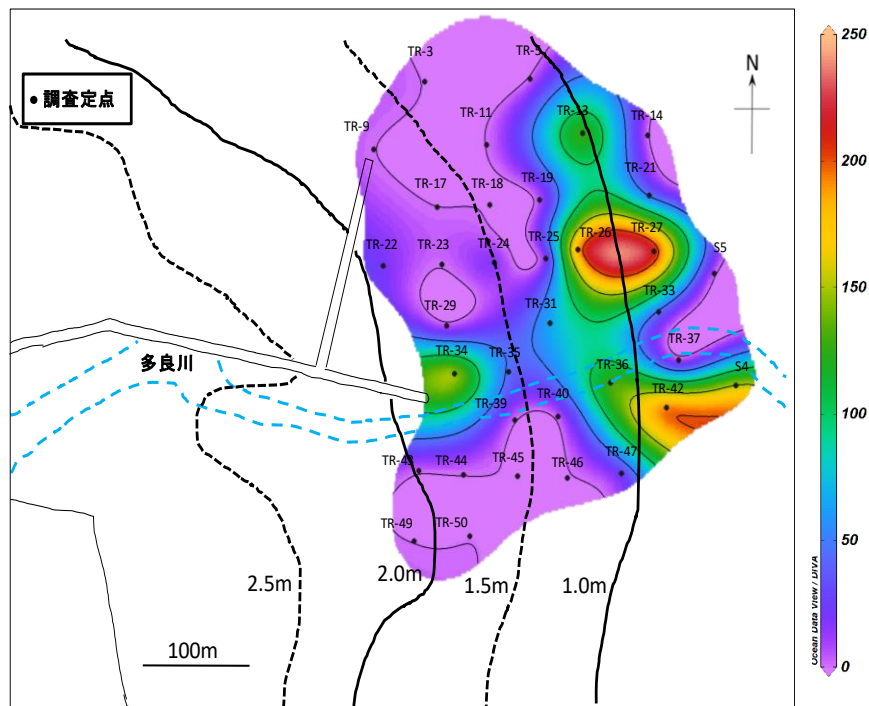 250
TR-3
TR-5
N
• 調査定点
TR-11
TR-13
TR-14
TR-9
200
TR-21
TR-17
TR-18
TR-19
TR-22
TR-23
TR-24
TR-25
TR-26
TR-27
S5
150
TR-29
TR-31
TR-33
TR-37
多良川
TR-34
TR-35
TR-36
S4
100
TR-39
TR-40
TR-42
TR-43
TR-44
TR-45
TR-46
TR-47
TR-49
TR-50
50
2.5m
2.0m
1.5m
1.0m
100m
Ocean Data View / DIVA
0